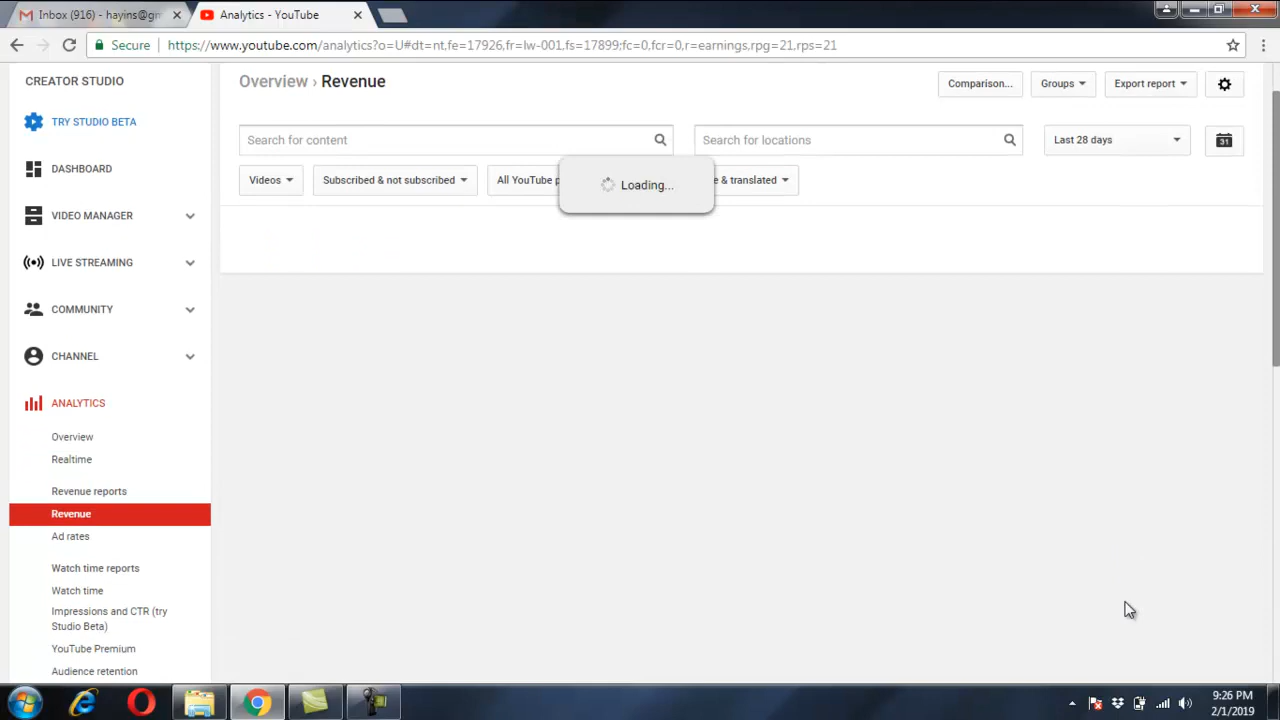 Inbox (916) - hayins@gm
Analytics - YouTube
Secure
https://www.youtube.com/analytics?o=U#dt=nt,fe=17926,fr=lw-001,fs=17899;fc=0,fcr=0,r=earnings,rpg=21,rps=21
CREATOR STUDIO
Overview › Revenue
Comparison...
Groups
Export report
TRY STUDIO BETA
Search for content
Search for locations
Last 28 days
31
DASHBOARD
Videos
Subscribed & not subscribed
All YouTube p
Loading...
e & translated
VIDEO MANAGER
LIVE STREAMING
COMMUNITY
CHANNEL
ANALYTICS
Overview
Realtime
Revenue reports
Revenue
Ad rates
Watch time reports
Watch time
Impressions and CTR (try
Studio Beta)
YouTube Premium
Audience retention
9:26 PM
2/1/2019